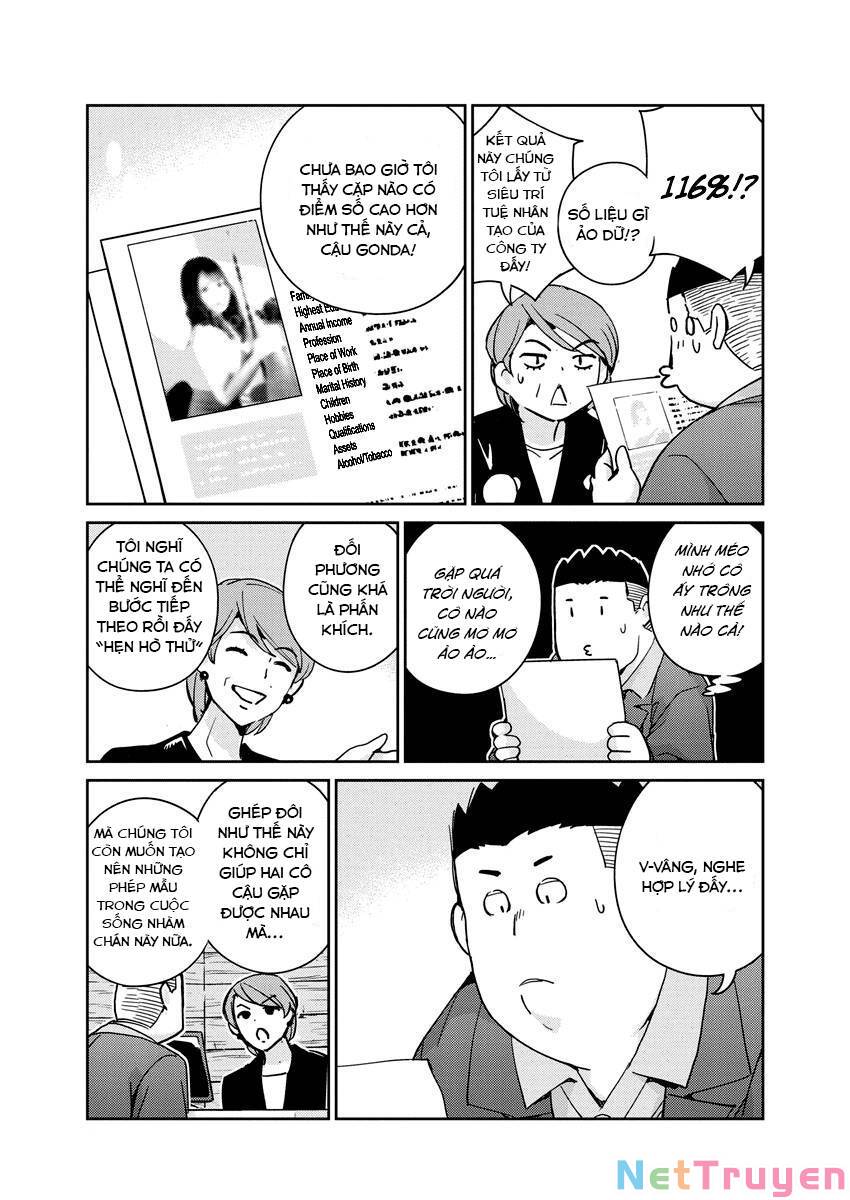 116%!?
SỐ LIỆU GÌ
ẢO DỮ!?
KẾT QUẢ
NÀY CHÚNG
TÔI LẤY TỪ
SIÊU TRÍ
TUỆ NHÂN
TẠO CỦA
CÔNG TY
ĐẤY!
CHƯA BAO GIỜ TÔI
THẤY CẶP NÀO CÓ
ĐIỂM SỐ CAO HƠN
NHƯ THẾ NÀY CẢ,
CẬU GONDA!
Highest
Annual Income
Profession
Place of Work
Place of Birth
Marital History
Children
Hobbies
Qualifications
Assets
Alcohol/Tobacco
MÌNH MÉO
NHỚ CÔ
ẤY TRÔNG
NHƯ THẾ
NÀO CẢ!
GẶP QUÁ
TRỜI NGƯỜI,
CÔ NÀO
CŨNG MƠ MƠ
ẢO ẢO...
ĐỐI
PHƯƠNG
CŨNG KHÁ
LÀ PHẤN
KHÍCH.
TÔI NGHĨ
CHÚNG TA CÓ
THỂ NGHĨ ĐẾN
BƯỚC TIẾP
THEO RỒI ĐẤY
"HẸN HÒ THỬ"
V-VÂNG, NGHE
HỢP LÝ ĐẤY...
GHÉP ĐÔI
NHƯ THẾ NÀY
KHÔNG CHỈ
GIÚP HAI CÔ
CẬU GẶP
ĐƯỢC NHAU
MÀ...
MÀ CHÚNG TÔI
CÒN MUỐN TẠO
NÊN NHỮNG
PHÉP MẦU
TRONG CUỘC
SỐNG NHÀM
CHÁN NÀY NỮA.
NetTruyen